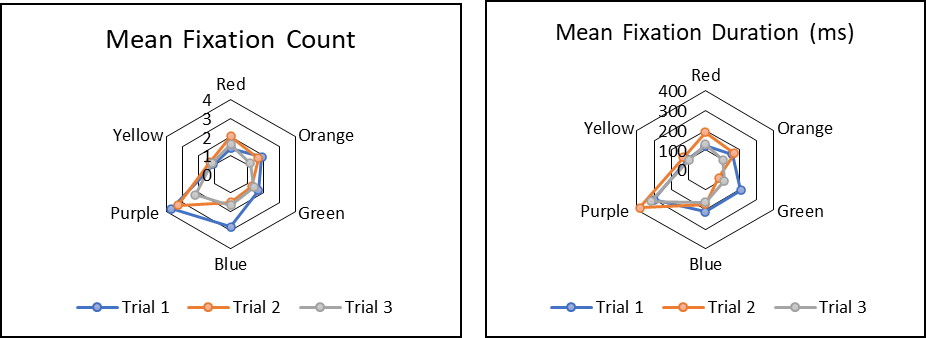 Mean Fixation Count
Red
4
3
2
1
0
Yellow
Orange
Purple
Green
Blue
Trial 1 Trial 2 Trial 3
Mean Fixation Duration (ms)
Red
400
300
200
100
0
Yellow
Orange
Purple
Green
Blue
Trial 1 Trial 2 Trial 3